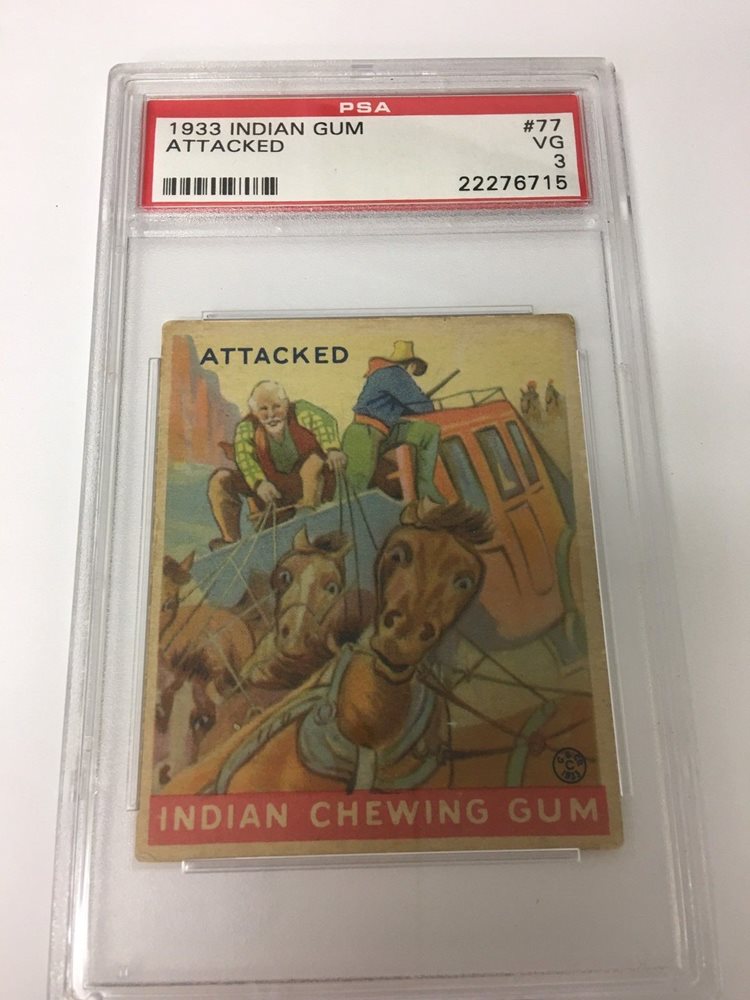 PSA
1933 INDIAN GUM #77
ATTACKED VG
3
22276715
ATTACKED
INDIAN CHEWING GUM